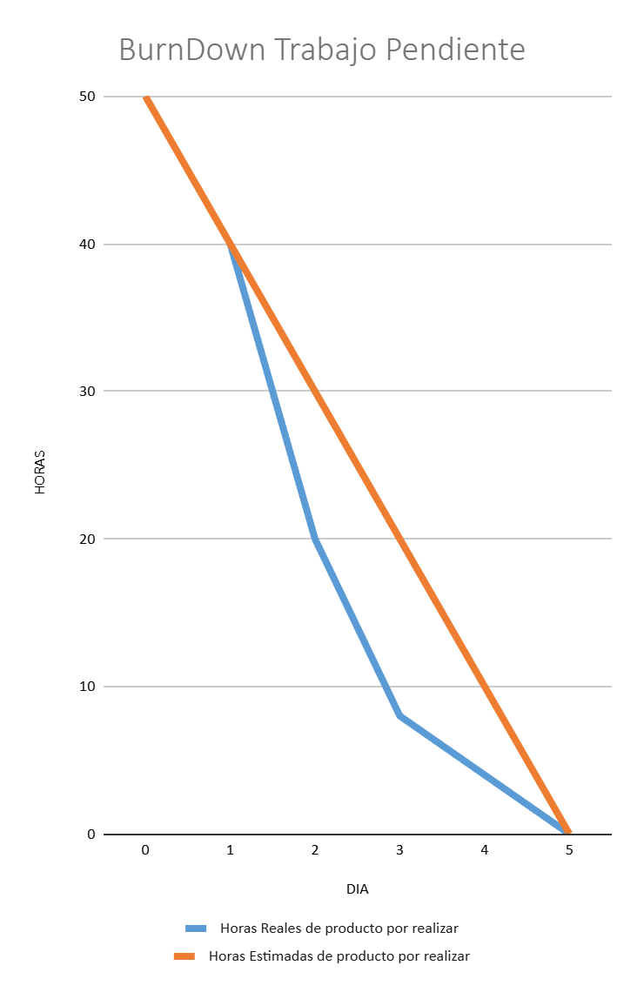 BurnDown Trabajo Pendiente
50
40
30
20
10
0
HORAS
0 1 2 3 4 5
DIA
Horas Reales de producto por realizar
Horas Estimadas de producto por realizar